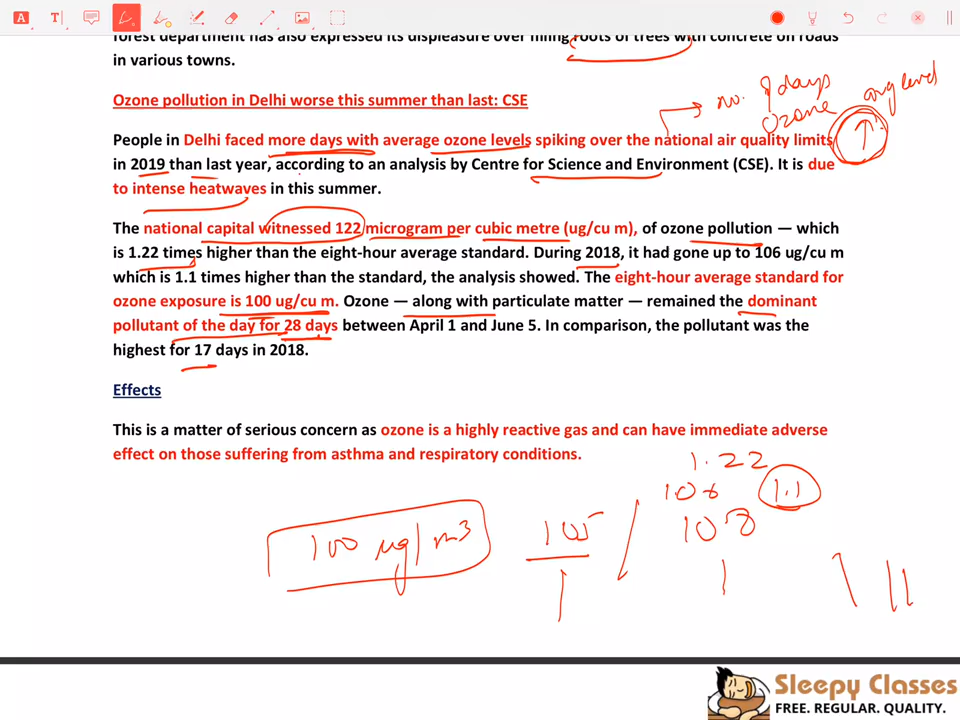 forest department has also expressed its displeasure over filling roots of trees with concrete on roads
in various towns.
no. of days
ozone
avg level
Ozone pollution in Delhi worse this summer than last: CSE
People in Delhi faced more days with average ozone levels spiking over the national air quality limits
in 2019 than last year, according to an analysis by Centre for Science and Environment (CSE). It is due
to intense heatwaves in this summer.
The national capital witnessed 122 microgram per cubic metre (ug/cu m), of ozone pollution — which
is 1.22 times higher than the eight-hour average standard. During 2018, it had gone up to 106 ug/cu m
which is 1.1 times higher than the standard, the analysis showed. The eight-hour average standard for
ozone exposure is 100 ug/cu m. Ozone — along with particulate matter — remained the dominant
pollutant of the day for 28 days between April 1 and June 5. In comparison, the pollutant was the
highest for 17 days in 2018.
Effects
This is a matter of serious concern as ozone is a highly reactive gas and can have immediate adverse
effect on those suffering from asthma and respiratory conditions.
1.22
106 1.1
100 µg/m3
105
108
Sleepy Classes
FREE. REGULAR. QUALITY.